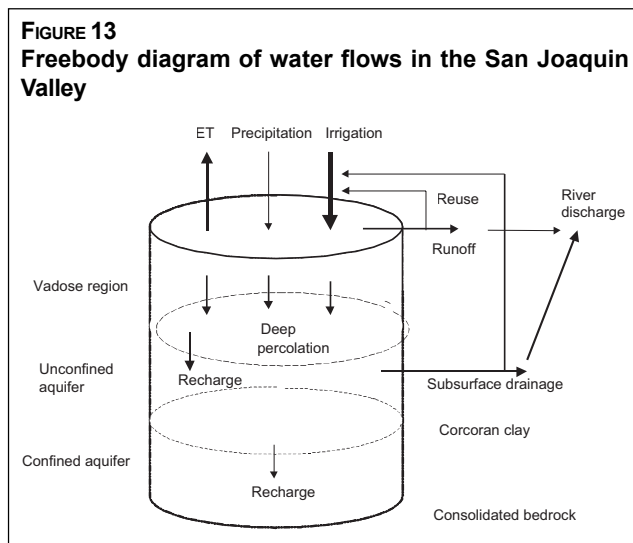 FIGURE 13
Freebody diagram of water flows in the San Joaquin
Valley
ET Precipitation Irrigation
River
discharge
Reuse
Runoff
Vadose region
Deep
percolation
Unconfined
aquifer
Recharge
Subsurface drainage
Corcoran clay
Confined aquifer
Recharge
Consolidated bedrock